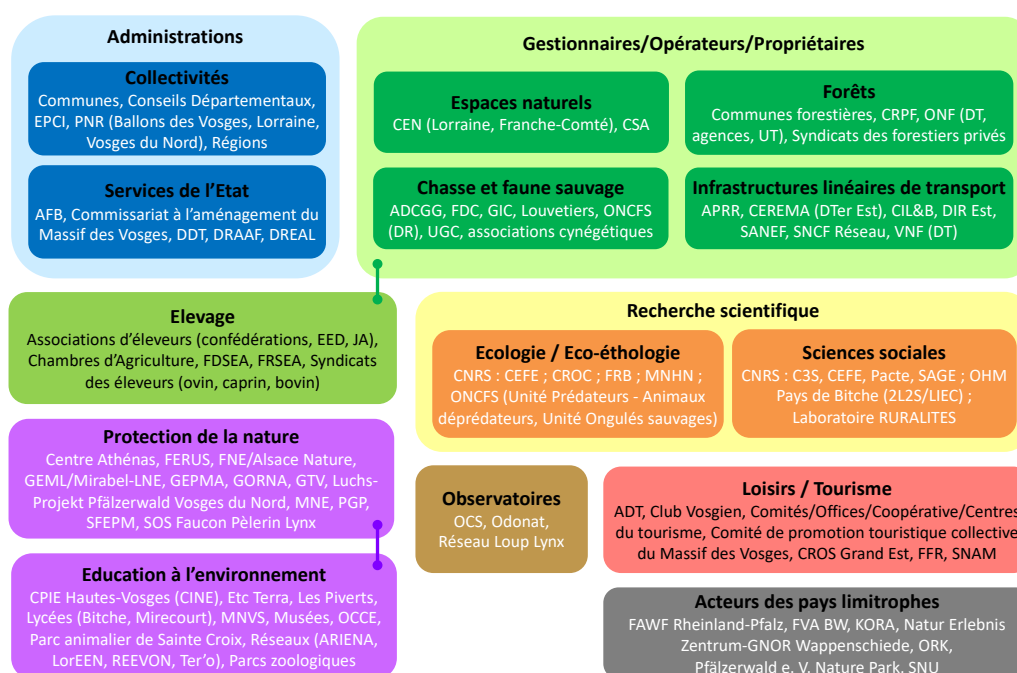 Administrations
Collectivités
Communes, Conseils Départementaux,
EPCI, PNR (Ballons des Vosges, Lorraine,
Vosges du Nord), Régions
Services de l'Etat
AFB, Commissariat à l'aménagement du
Massif des Vosges, DDT, DRAAF, DREAL
Gestionnaires/Opérateurs/Propriétaires
Espaces naturels
CEN (Lorraine, Franche-Comté), CSA
Forêts
Communes forestières, CRPF, ONF (DT,
agences, UT), Syndicats des forestiers privés
Chasse et faune sauvage
ADCGG, FDC, GIC, Louvetiers, ONCFS
(DR), UGC, associations cynégétiques
Infrastructures linéaires de transport
APRR, CEREMA (DTer Est), CIL&B, DIR Est,
SANEF, SNCF Réseau, VNF (DT)
Elevage
Associations d'éleveurs (confédérations, EED, JA),
Chambres d'Agriculture, FDSEA, FRSEA, Syndicats
des éleveurs (ovin, caprin, bovin)
Recherche scientifique
Ecologie / Eco-éthologie
CNRS : CEFE ; CROC ; FRB ; MNHN ;
ONCFS (Unité Prédateurs - Animaux
déprédateurs, Unité Ongulés sauvages)
Sciences sociales
CNRS : C3S, CEFE, Pacte, SAGE ; OHM
Pays de Bitche (2L2S/LIEC) ;
Laboratoire RURALITES
Protection de la nature
Centre Athénas, FERUS, FNE/Alsace Nature,
GEML/Mirabel-LNE, GEPMA, GORNA, GTV, Luchs-
Projekt Pfälzerwald Vosges du Nord, MNE, PGP,
SFEPM, SOS Faucon Pèlerin Lynx
Observatoires
OCS, Odonat,
Réseau Loup Lynx
Loisirs / Tourisme
ADT, Club Vosgien, Comités/Offices/Coopérative/Centres
du tourisme, Comité de promotion touristique collective
du Massif des Vosges, CROS Grand Est, FFR, SNAM
Education à l'environnement
CPIE Hautes-Vosges (CINE), Etc Terra, Les Piverts,
Lycées (Bitche, Mirecourt), MNVS, Musées, OCCE,
Parc animalier de Sainte Croix, Réseaux (ARIENA,
LorEEN, REEVON, Ter'o), Parcs zoologiques
Acteurs des pays limitrophes
FAWF Rheinland-Pfalz, FVA BW, KORA, Natur Erlebnis
Zentrum-GNOR Wappenschiede, ORK,
Pfälzerwald e. V. Nature Park, SNU